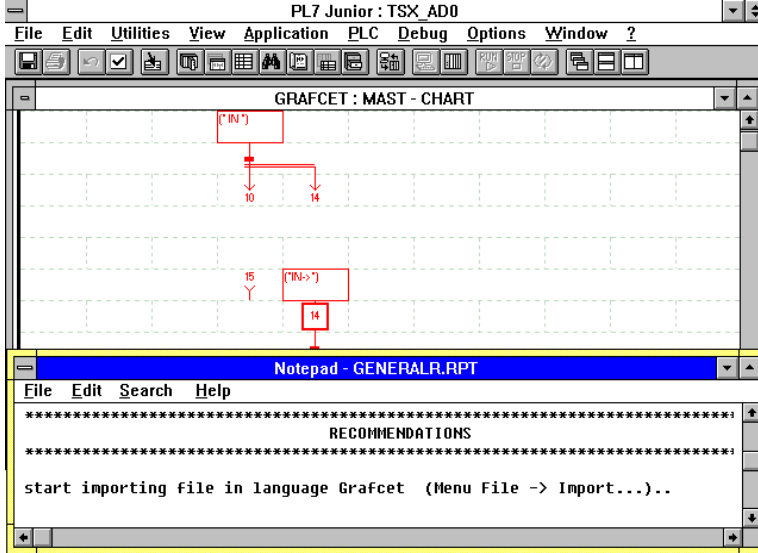 PL7 Junior : TSX_AD0
File Edit Utilities View Application PLC Debug Options Window ?
RUN STOP
GRAFCET : MAST - CHART
(" IN ")
10 14
15 ("IN->")
14
Notepad - GENERALR.RPT
File Edit Search Help
*****************************************************************************
RECOMMENDATIONS
*****************************************************************************
start importing file in language Grafcet (Menu File -> Import...)..